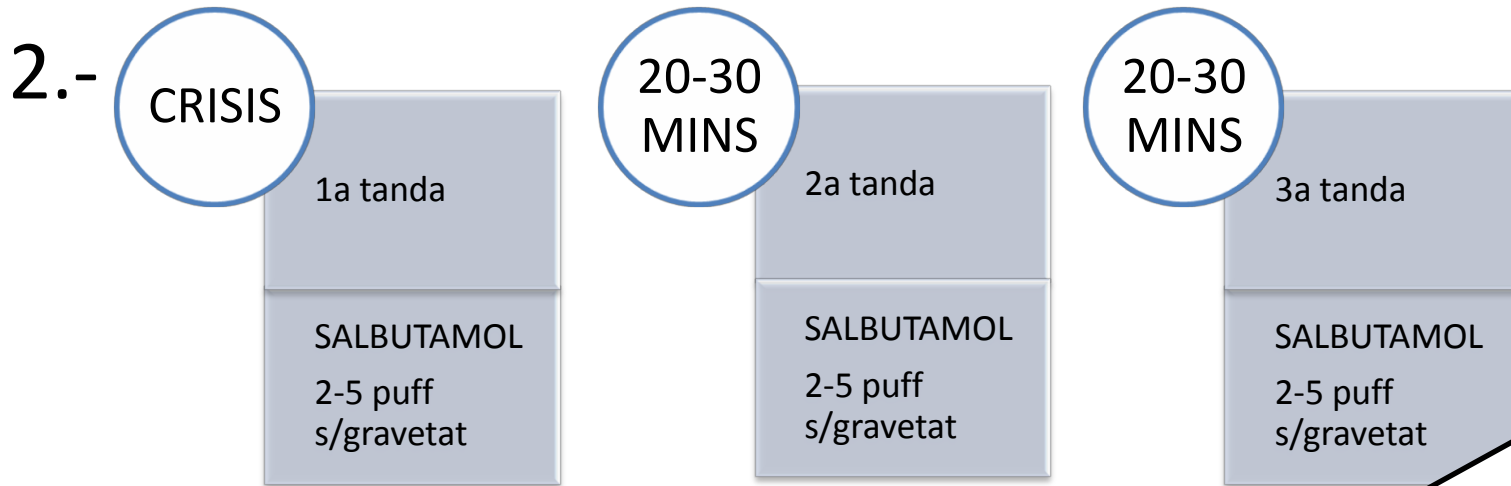 2.-
CRISIS
1a tanda
SALBUTAMOL
2-5 puff
s/gravetat
20-30
MINS
2a tanda
SALBUTAMOL
2-5 puff
s/gravetat
20-30
MINS
3a tanda
SALBUTAMOL
2-5 puff
s/gravetat